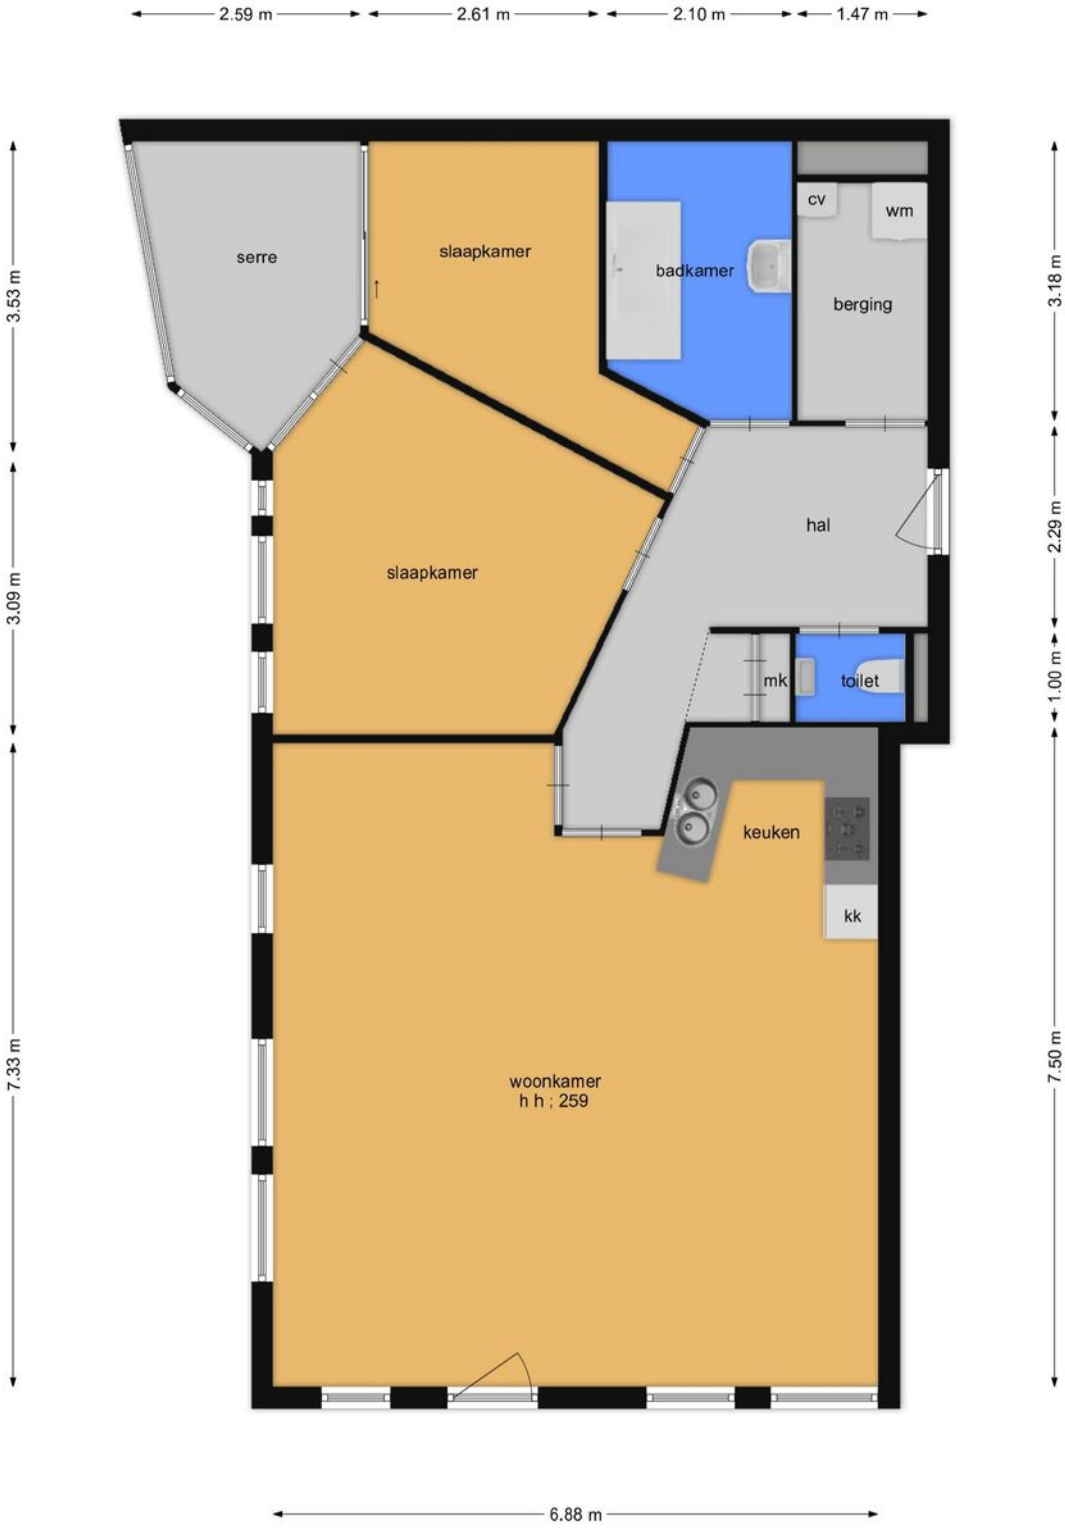 2.59 m
2.61 m
2.10 m
1.47 m
3.53 m
3.09 m
7.33 m
serre
slaapkamer
badkamer
cv
wm
berging
slaapkamer
hal
mk
toilet
keuken
kk
woonkamer
h h ; 259
3.18 m
2.29 m
1.00 m
7.50 m
6.88 m